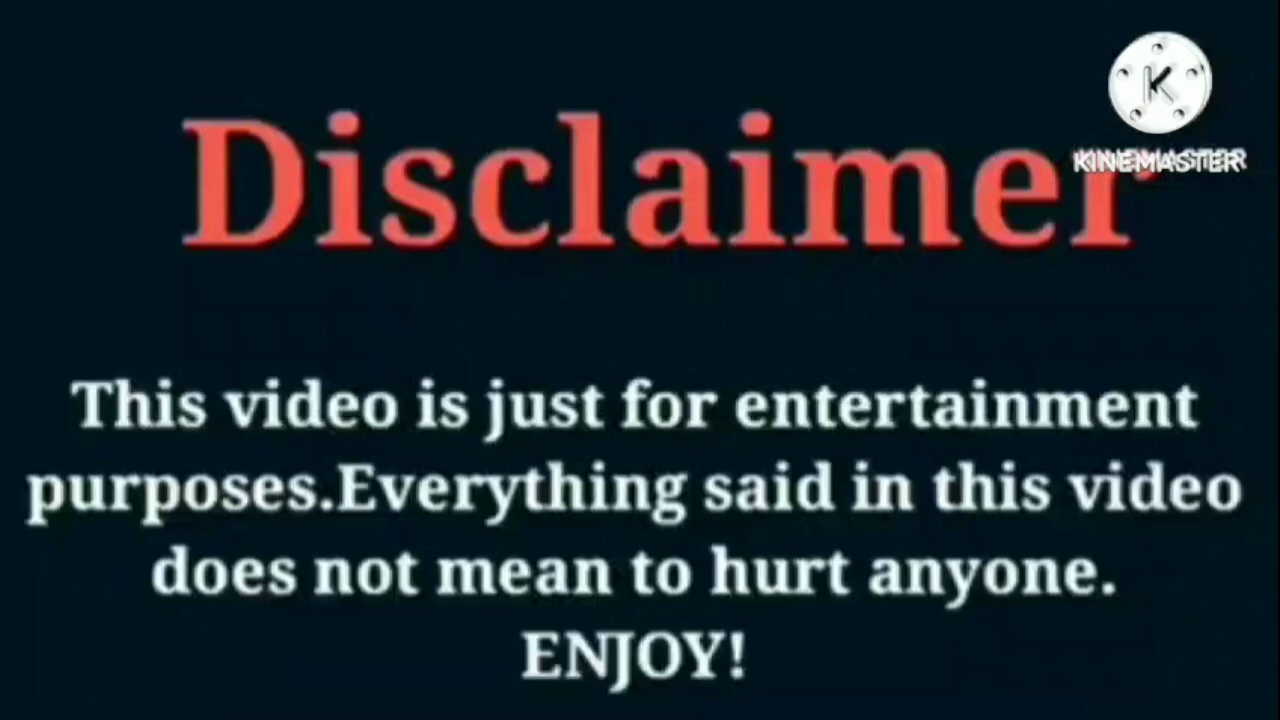 K
KINEMASTER
Disclaimer
This video is just for entertainment
purposes.Everything said in this video
does not mean to hurt anyone.
ENJOY!